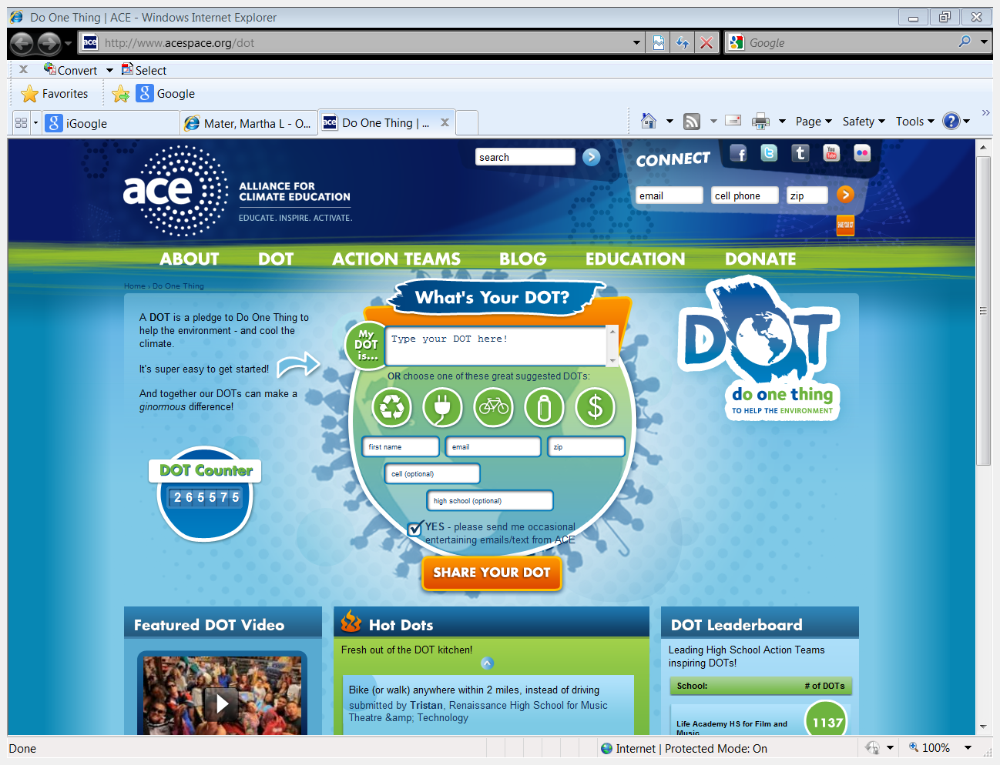 Do One Thing | ACE - Windows Internet Explorer
http://www.acespace.org/dot
Google
Convert Select
Favorites Google
iGoogle Mater, Martha L - O... Do One Thing | ... Page Safety Tools
search
CONNECT
email cell phone zip
ace ALLIANCE FOR
CLIMATE EDUCATION
EDUCATE. INSPIRE. ACTIVATE.
SHARE YOUR DOT
ABOUT DOT ACTION TEAMS BLOG EDUCATION DONATE
Home › Do One Thing
A DOT is a pledge to Do One Thing to
help the environment - and cool the
climate.
It's super easy to get started!
And together our DOTs can make a
ginormous difference!
DOT Counter
265575
What's Your DOT?
My
DOT
is...
Type your DOT here!
OR choose one of these great suggested DOTs:
first name email zip
cell (optional)
high school (optional)
YES - please send me occasional
entertaining emails/text from ACE
SHARE YOUR DOT
DOT
do one thing
TO HELP THE ENVIRONMENT
Featured DOT Video
Hot Dots
Fresh out of the DOT kitchen!
Bike (or walk) anywhere within 2 miles, instead of driving
submitted by Tristan, Renaissance High School for Music
Theatre &amp; Technology
DOT Leaderboard
Leading High School Action Teams
inspiring DOTs!
School: # of DOTs
Life Academy HS for Film and
Music
1137
Done Internet | Protected Mode: On 100%